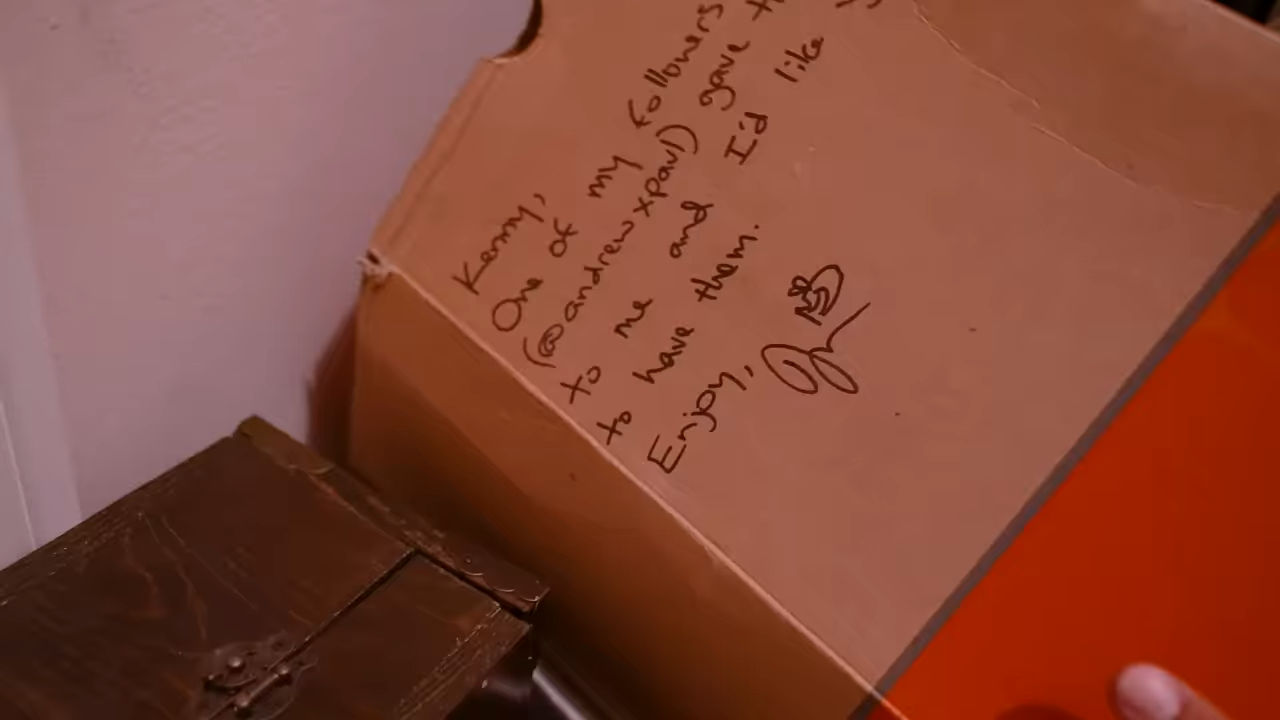 Kenny,
One of my followers
(@andrewxpaul) gave
to me and I'd like
to have them.
Enjoy,